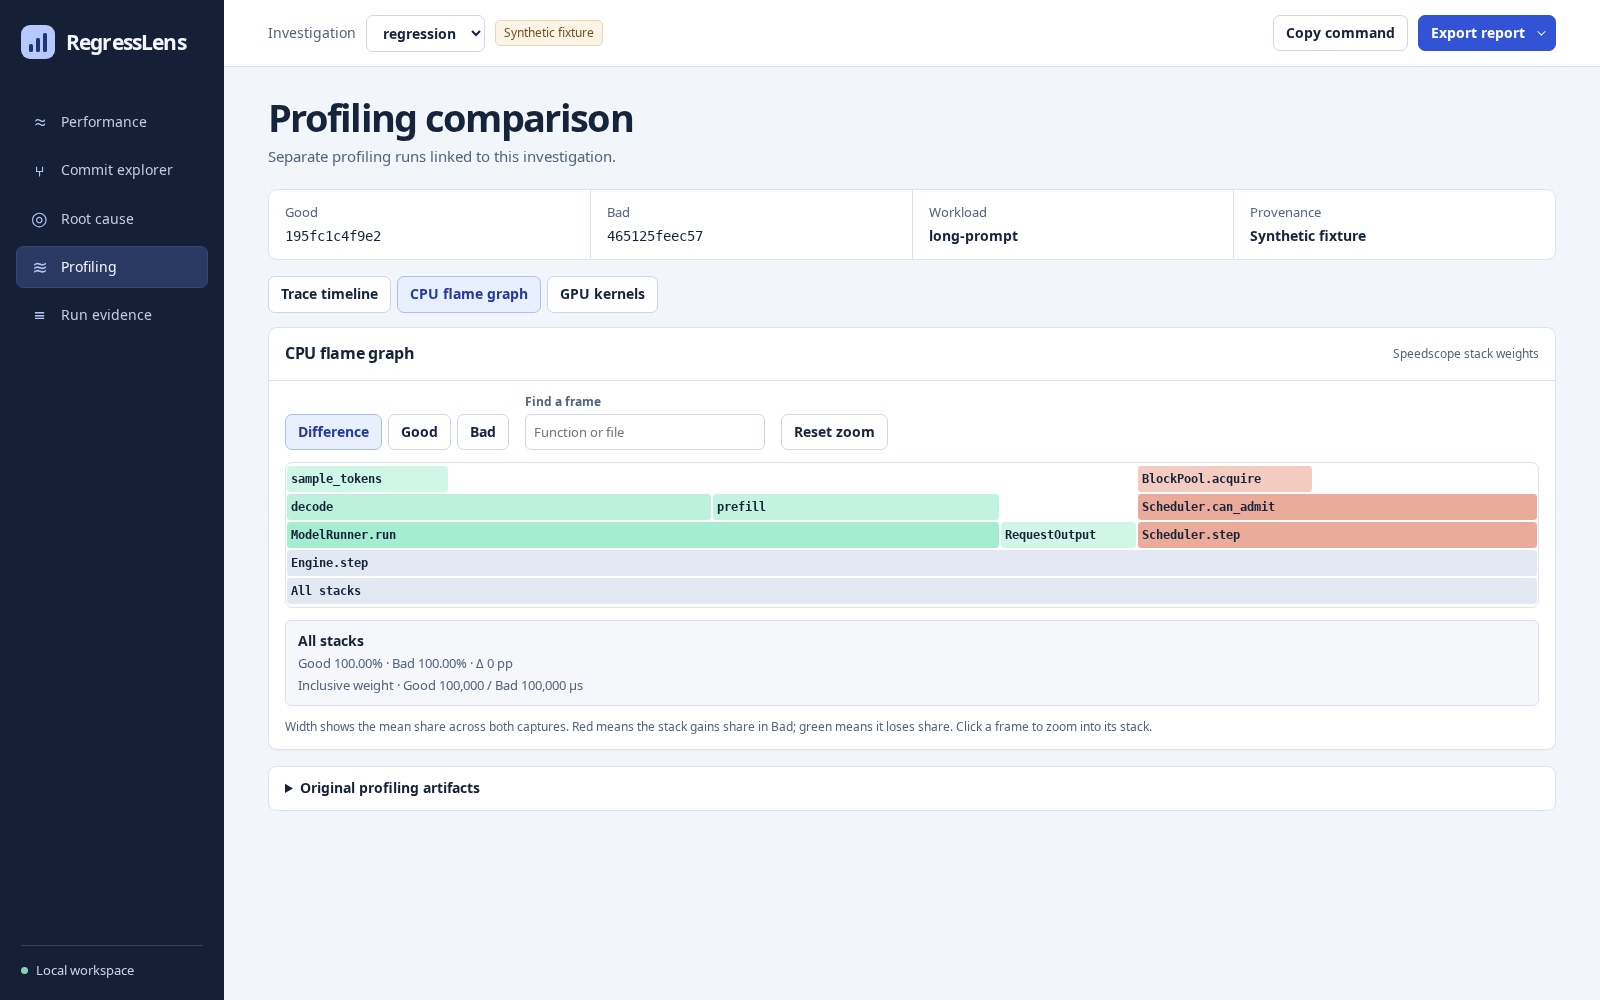 RegressLens
Performance
Commit explorer
Root cause
Profiling
Run evidence
Local workspace
Investigation
regression
Synthetic fixture
Copy command
Export report
Profiling comparison
Separate profiling runs linked to this investigation.
Good
195fc1c4f9e2
Bad
465125feec57
Workload
long-prompt
Provenance
Synthetic fixture
Trace timeline
CPU flame graph
GPU kernels
CPU flame graph
Speedscope stack weights
Difference
Good
Bad
Find a frame
Function or file
Reset zoom
sample_tokens
BlockPool.acquire
decode
prefill
Scheduler.can_admit
ModelRunner.run
RequestOutput
Scheduler.step
Engine.step
All stacks
All stacks
Good 100.00% · Bad 100.00% · Δ 0 pp
Inclusive weight · Good 100,000 / Bad 100,000 µs
Width shows the mean share across both captures. Red means the stack gains share in Bad; green means it loses share. Click a frame to zoom into its stack.
Original profiling artifacts